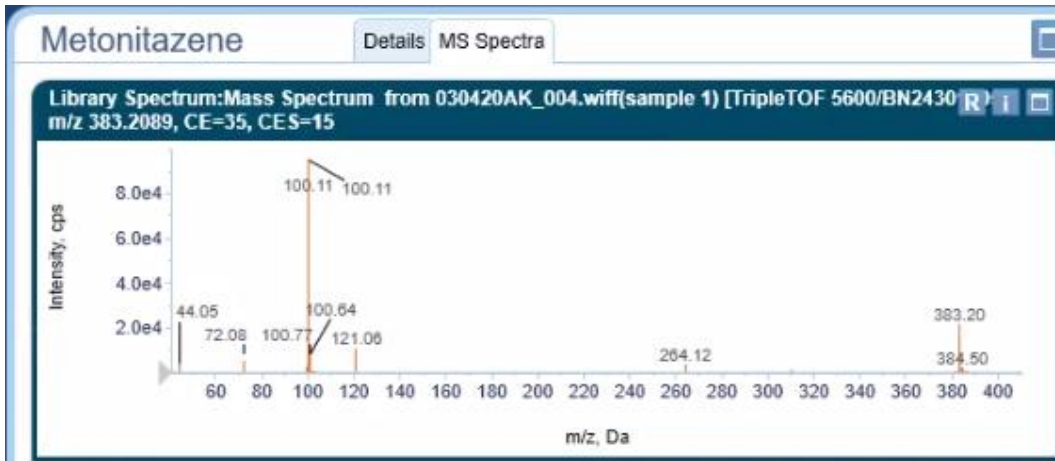 Metonitazene Details MS Spectra
Library Spectrum:Mass Spectrum from 030420AK_004.wiff(sample 1) [TripleTOF 5600/BN2430 R i
m/z 383.2089, CE=35, CES=15
8.0e4
6.0e4
4.0e4
2.0e4
Intensity, cps
100.11 100.11
44.05
72.08
100.77
100.64
121.06
264.12
383.20
384.50
60 80 100 120 140 160 180 200 220 240 260 280 300 320 340 360 380 400
m/z, Da